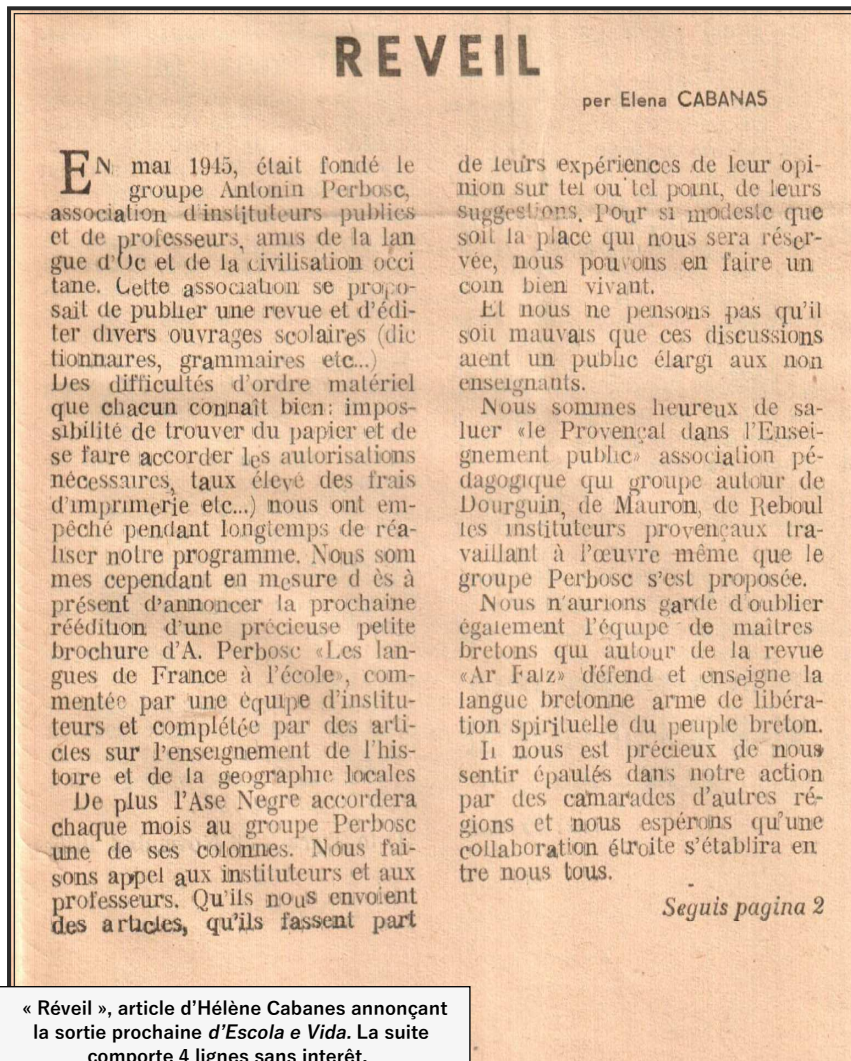 REVEIL
per Elena CABANAS
EN mai 1945, était fondé le
groupe Antonin Perbosc,
association d'instituteurs publics
et de professeurs, amis de la lan
gue d'Oc et de la civilisation occi
tane. Cette association se propo-
sait de publier une revue et d'édi-
ter divers ouvrages scolaires (dic
tionnaires, grammaires etc...)
Des difficultés d'ordre matériel
que chacun connaît bien: impos-
sibilité de trouver du papier et de
se faire accorder les autorisations
nécessaires, taux élevé des frais
d'imprimerie etc...) nous ont em-
pêché pendant longtemps de réa-
liser notre programme. Nous som
mes cependant en mesure d ès à
présent d'annoncer la prochaine
réédition d'une précieuse petite
brochure d'A. Perbosc «Les lan-
gues de France à l'école», com-
mentée par une équipe d'institu-
teurs et complétée par des arti-
cles sur l'enseignement de l'his-
toire et de la geographie locales
De plus l'Ase Negre accordera
chaque mois au groupe Perbosc
une de ses colonnes. Nous fai-
sons appel aux instituteurs et aux
professeurs. Qu'ils nous envoient
des articles, qu'ils fassent part
de leurs expériences de leur opi-
nion sur tel ou tel point, de leurs
suggestions. Pour si modeste que
soit la place qui nous sera réser-
vée, nous pouvons en faire un
coin bien vivant.
Et nous ne pensons pas qu'il
soit mauvais que ces discussions
aient un public élargi aux non
enseignants.
Nous sommes heureux de sa-
luer «le Provençal dans l'Ensei-
gnement public» association pé-
dagogique qui groupe autour de
Dourguin, de Mauron, de Reboul
les instituteurs provençaux tra-
vaillant à l'œuvre même que le
groupe Perbosc s'est proposée.
Nous n'aurions garde d'oublier
également l'équipe de maîtres
bretons qui autour de la revue
«Ar Falz» défend et enseigne la
langue bretonne arme de libéra-
tion spirituelle du peuple breton.
Il nous est précieux de nous
sentir épaulés dans notre action
par des camarades d'autres ré-
gions et nous espérons qu'une
collaboration étroite s'établira en
tre nous tous.
Seguis pagina 2
« Réveil », article d'Hélène Cabanes annonçant
la sortie prochaine d'Escola e Vida. La suite
comporte 4 lignes sans interêt.